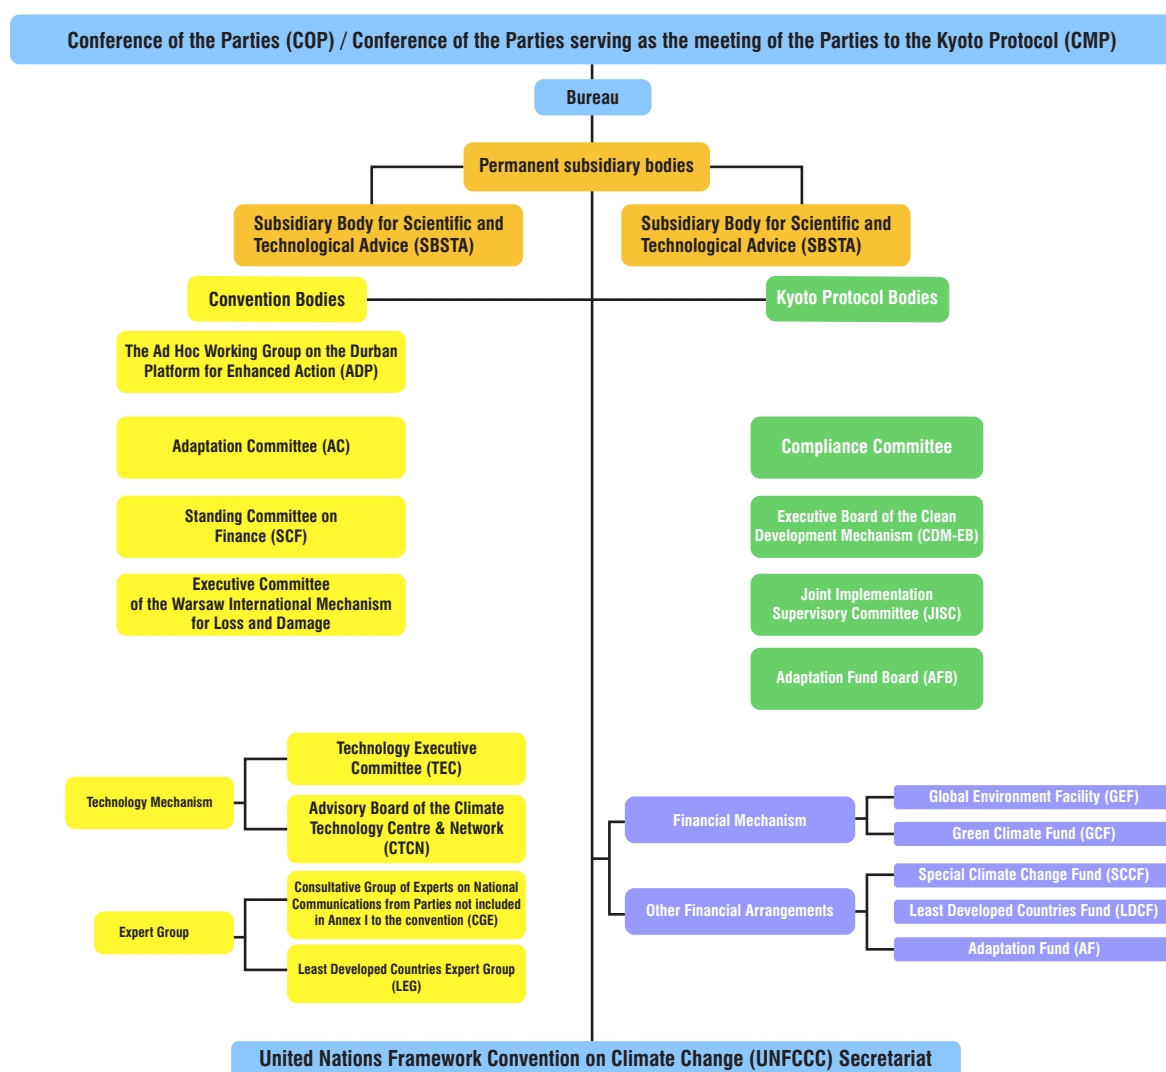 Conference of the Parties (COP) / Conference of the Parties serving as the meeting of the Parties to the Kyoto Protocol (CMP)
Bureau
Permanent subsidiary bodies
Subsidiary Body for Scientific and
Technological Advice (SBSTA)
Subsidiary Body for Scientific and
Technological Advice (SBSTA)
Convention Bodies
Kyoto Protocol Bodies
The Ad Hoc Working Group on the Durban
Platform for Enhanced Action (ADP)
Adaptation Committee (AC)
Compliance Committee
Standing Committee on
Finance (SCF)
Executive Board of the Clean
Development Mechanism (CDM-EB)
Executive Committee
of the Warsaw International Mechanism
for Loss and Damage
Joint Implementation
Supervisory Committee (JISC)
Adaptation Fund Board (AFB)
Technology Mechanism
Technology Executive
Committee (TEC)
Advisory Board of the Climate
Technology Centre & Network
(CTCN)
Financial Mechanism
Global Environment Facility (GEF)
Green Climate Fund (GCF)
Expert Group
Consultative Group of Experts on National
Communications from Parties not included
in Annex I to the convention (CGE)
Least Developed Countries Expert Group
(LEG)
Other Financial Arrangements
Special Climate Change Fund (SCCF)
Least Developed Countries Fund (LDCF)
Adaptation Fund (AF)
United Nations Framework Convention on Climate Change (UNFCCC) Secretariat